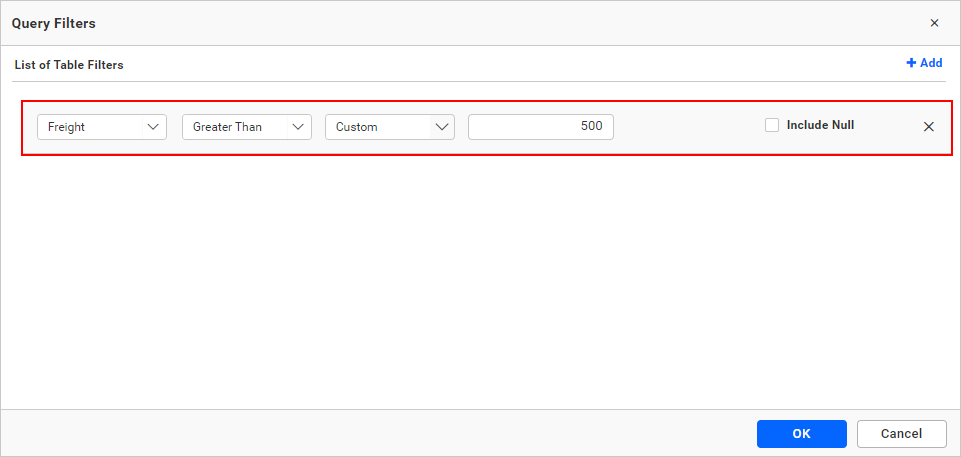 Query Filters
List of Table Filters
Add
Freight Greater Than Custom 500 Include Null
OK Cancel